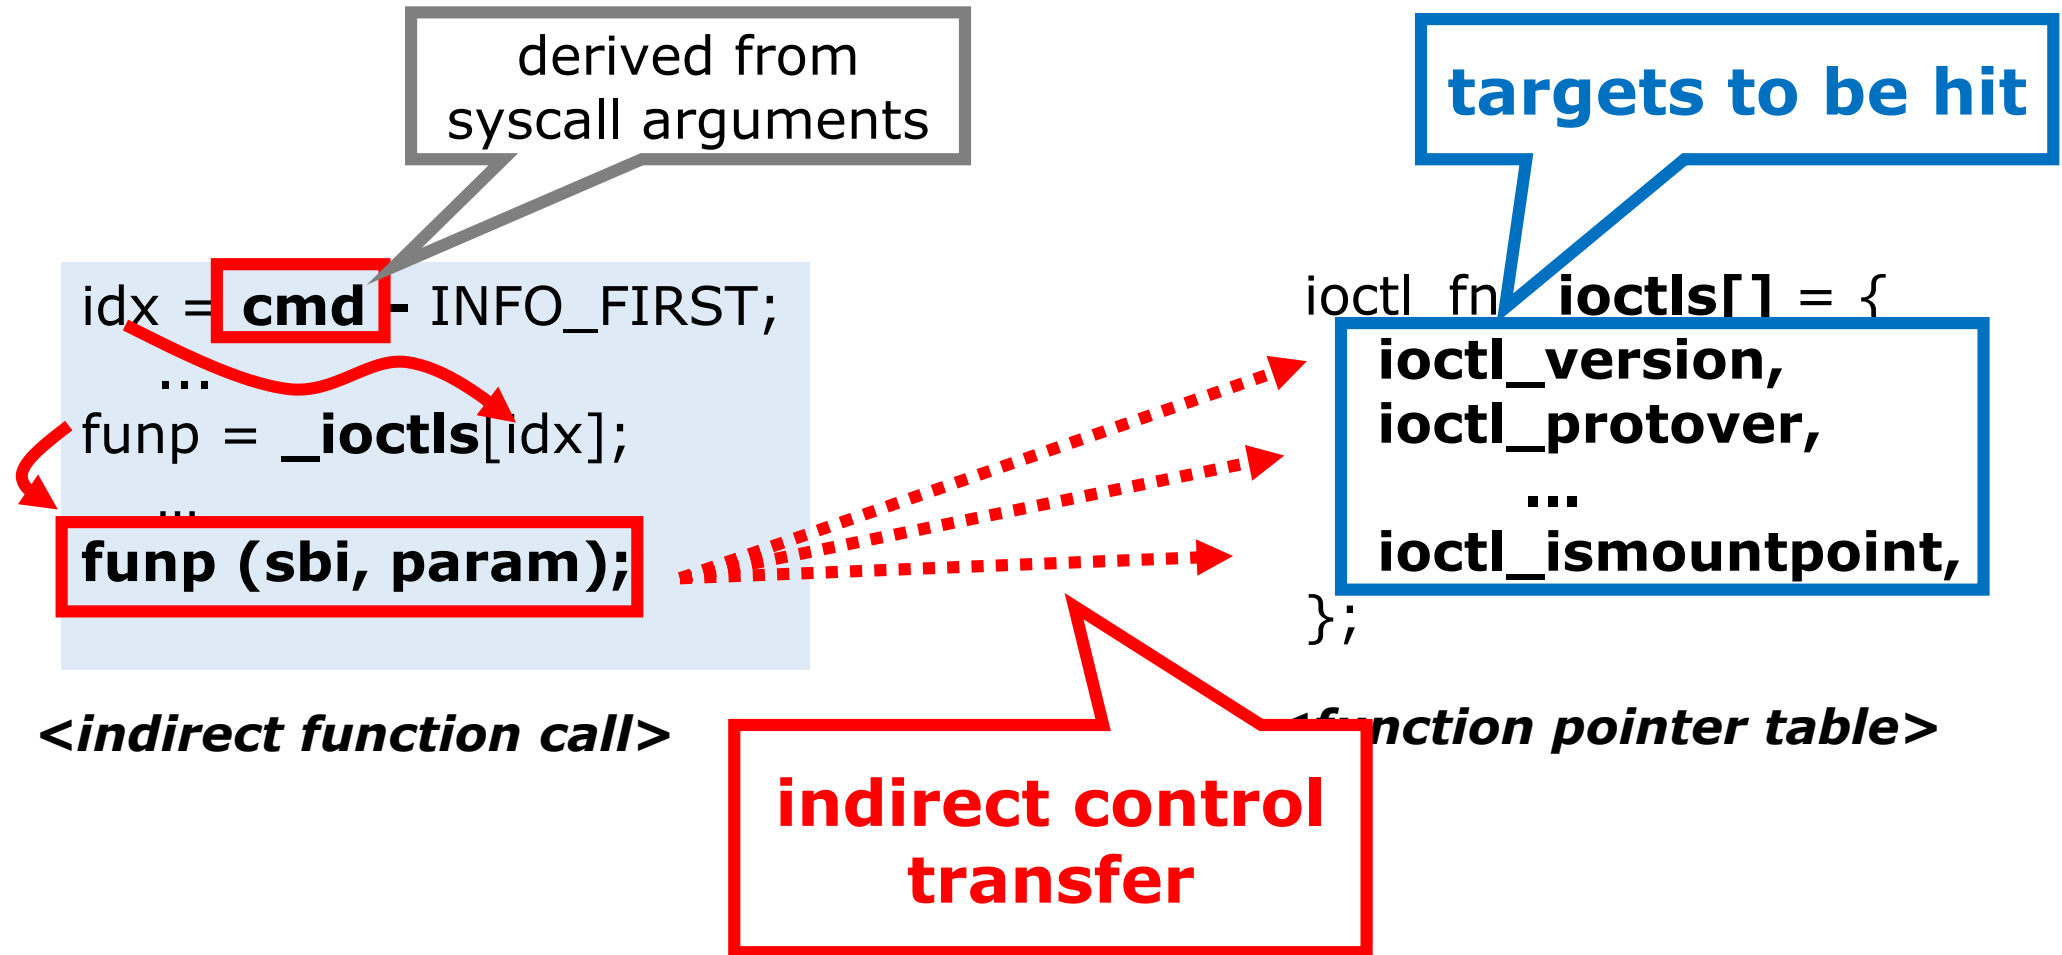 derived from
syscall arguments
targets to be hit
idx = cmd - INFO_FIRST;
...
funp = _ioctls[idx];
...
funp (sbi, param);
<indirect function call>
ioctl_fn _ioctls[] = {
ioctl_version,
ioctl_protover,
...
ioctl_ismountpoint,
};
<function pointer table>
indirect control
transfer